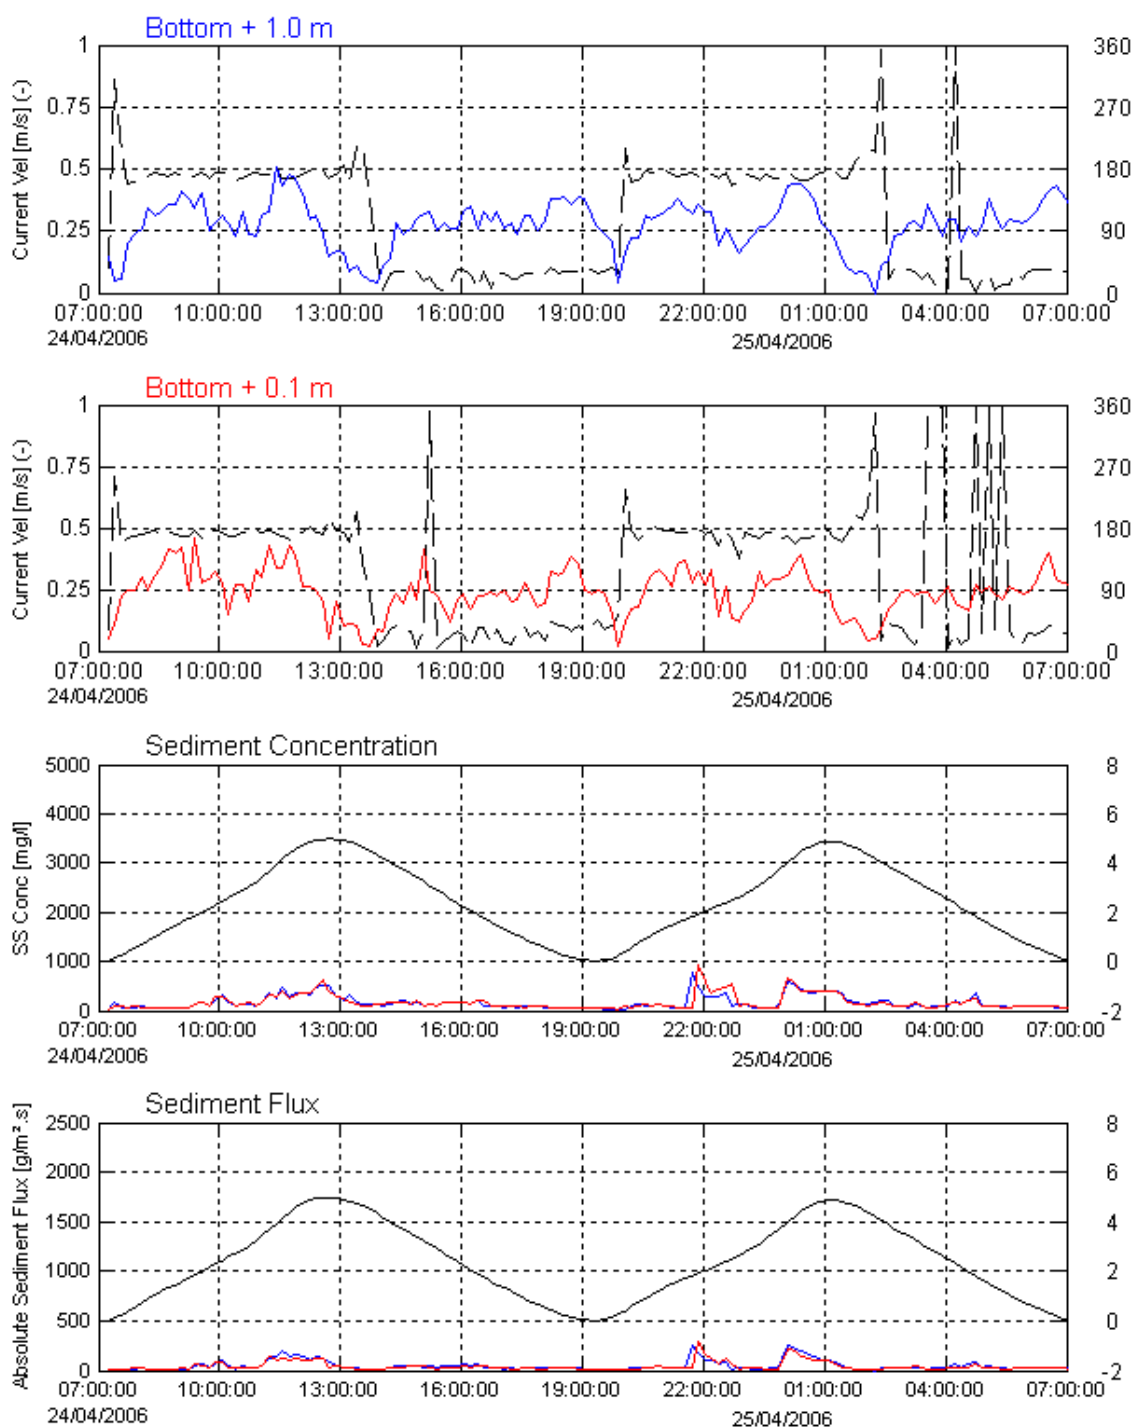 Bottom + 1.0 m
Current Vel [m/s] (-)
1 360
0.75 270
0.5 180
0.25 90
0 0
07:00:00 10:00:00 13:00:00 16:00:00 19:00:00 22:00:00 01:00:00 04:00:00 07:00:00
24/04/2006 25/04/2006
Bottom + 0.1 m
Current Vel [m/s] (-)
1 360
0.75 270
0.5 180
0.25 90
0 0
07:00:00 10:00:00 13:00:00 16:00:00 19:00:00 22:00:00 01:00:00 04:00:00 07:00:00
24/04/2006 25/04/2006
Sediment Concentration
SS Conc [mg/l]
5000 8
4000 6
3000 4
2000 2
1000 0
0 -2
07:00:00 10:00:00 13:00:00 16:00:00 19:00:00 22:00:00 01:00:00 04:00:00 07:00:00
24/04/2006 25/04/2006
Sediment Flux
Absolute Sediment Flux [g/m².s]
2500 8
2000 6
1500 4
1000 2
500 0
0 -2
07:00:00 10:00:00 13:00:00 16:00:00 19:00:00 22:00:00 01:00:00 04:00:00 07:00:00
24/04/2006 25/04/2006